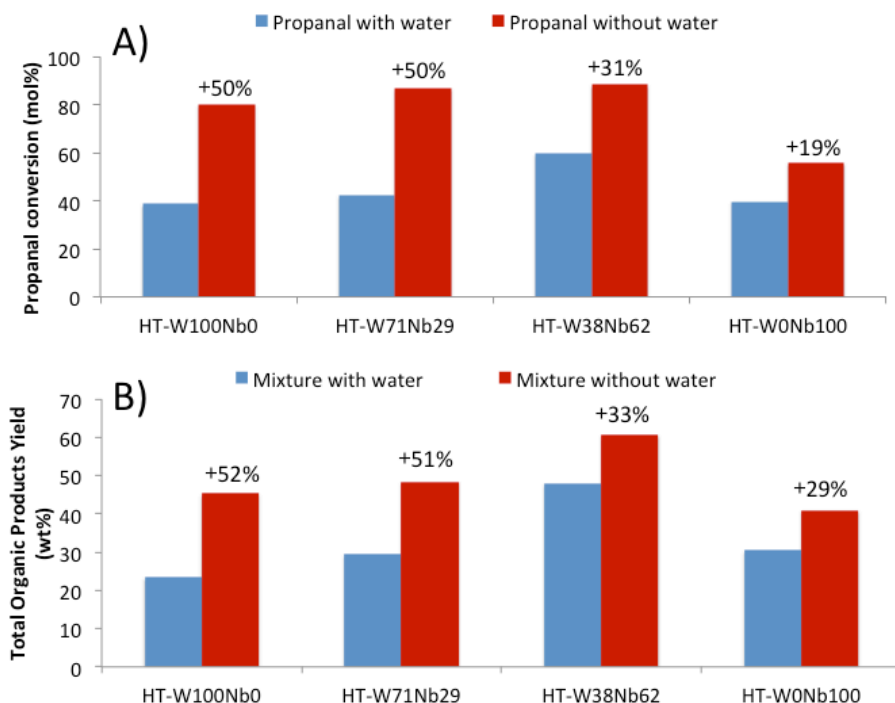 A)
Propanal with water Propanal without water
Propanal conversion (mol%)
100
80
60
40
20
0
+50%
+50%
+31%
+19%
HT-W100Nb0 HT-W71Nb29 HT-W38Nb62 HT-W0Nb100
B)
Mixture with water Mixture without water
Total Organic Products Yield
(wt%)
70
60
50
40
30
20
10
0
+52%
+51%
+33%
+29%
HT-W100Nb0 HT-W71Nb29 HT-W38Nb62 HT-W0Nb100